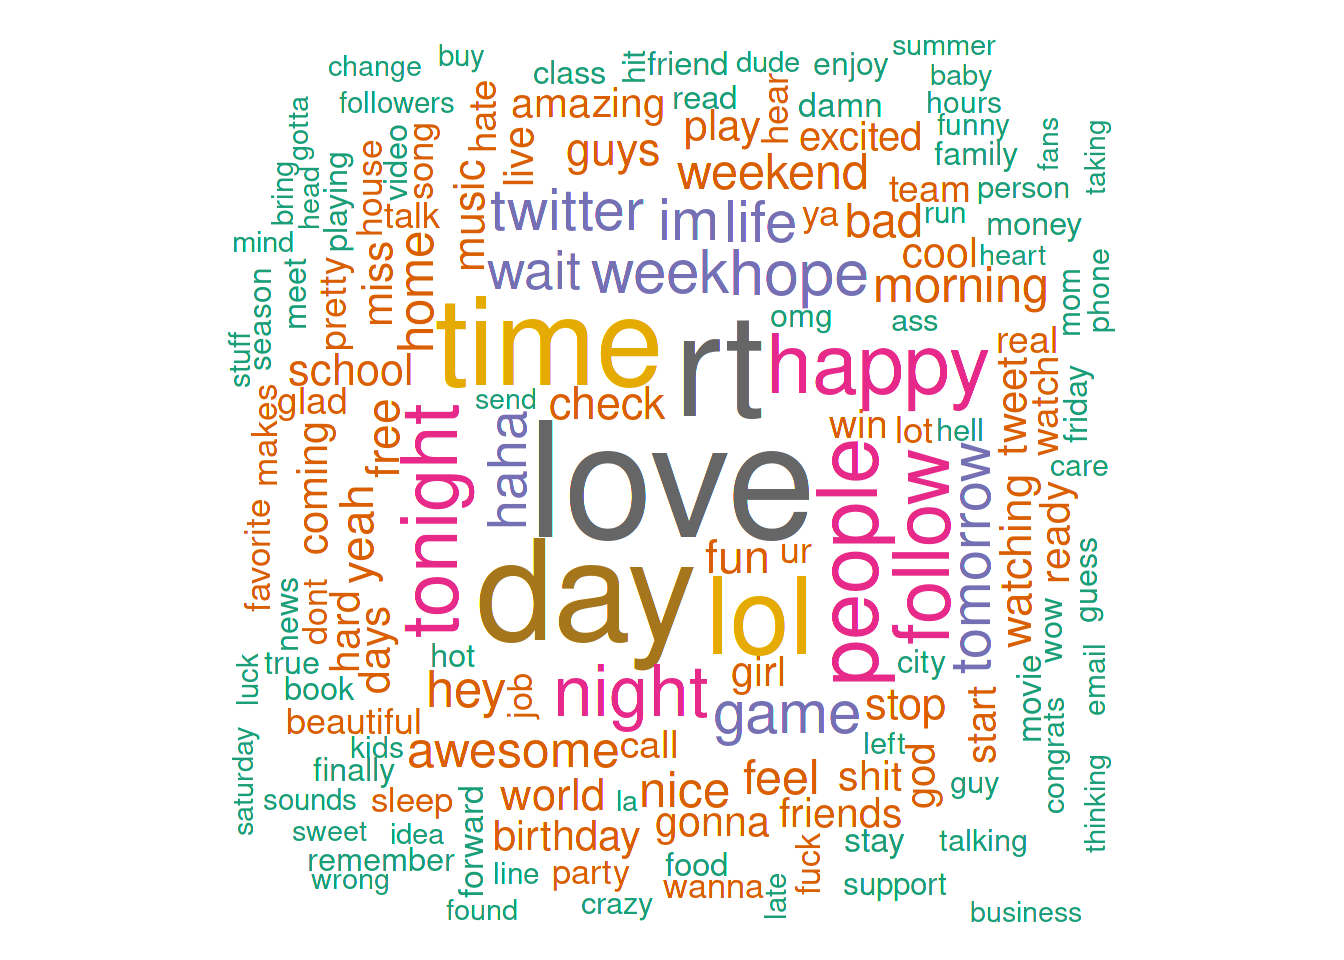 summer
buy
change
class
hit
friend
dude
enjoy
baby
followers
amazing
read
hear
damn
hours
gotta
hate
play
excited
funny
fans
taking
video
song
live
guys
weekend
family
bring
head
playing
house
talk
music
twitter
im
life
ya
bad
team
person
run
money
mind
meet
season
pretty
miss
home
wait
week
hope
cool
heart
morning
mom
phone
stuff
time
rt
omg
ass
happy
real
school
glad
makes
free
send
check
tonight
haha
love
win
lot
hell
tweet
watch
friday
care
coming
yeah
favorite
people
follow
tomorrow
watching
ready
guess
news
dont
hard
days
day
fun
ur
lol
wow
true
luck
book
hot
hey
job
night
girl
game
city
stop
start
movie
email
beautiful
kids
finally
awesome
call
left
congrats
saturday
sounds
sleep
world
la
nice
feel
shit
god
guy
thinking
sweet
idea
forward
birthday
gonna
friends
stay
talking
remember
wrong
line
party
food
wanna
fuck
late
support
found
crazy
business